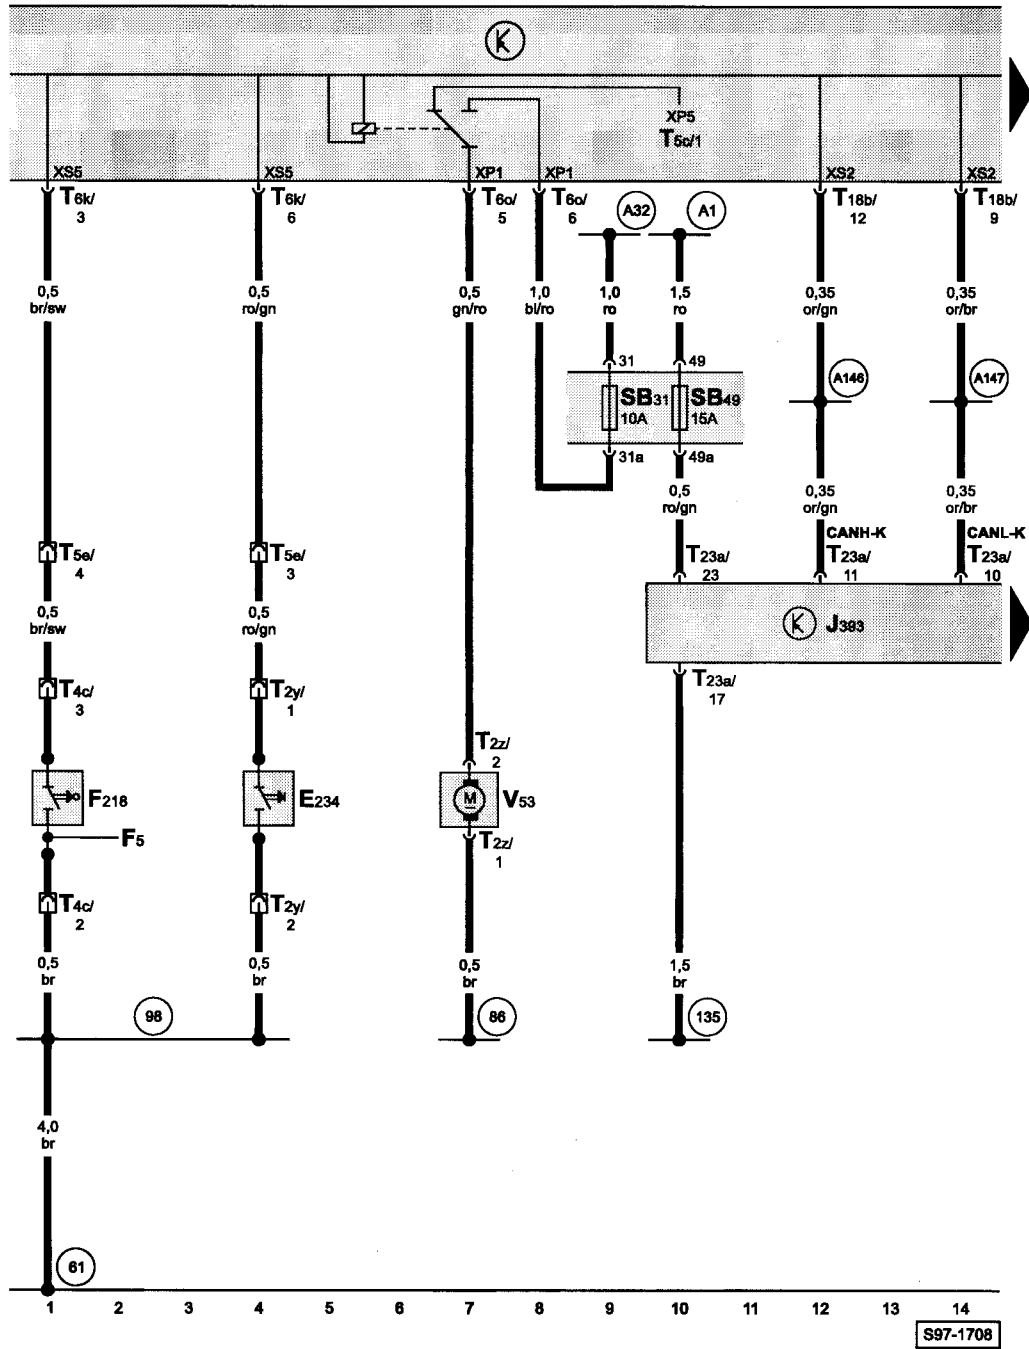 XP5
T5c/1
XS5
XS5
XP1
XP1
XS2
XS2
T6k/
3
T6k/
6
T6o/
5
T6o/
6
T18b/
12
T18b/
9
A32
A1
0,5
br/sw
0,5
ro/gn
0,5
gn/ro
1,0
bl/ro
1,0
ro
1,5
ro
0,35
or/gn
0,35
or/br
31
49
A146
A147
SB31
10A
SB49
15A
31a
49a
0,5
ro/gn
0,35
or/gn
0,35
or/br
CANH-K
CANL-K
T5e/
4
T5e/
3
T23a/
23
T23a/
11
T23a/
10
0,5
br/sw
0,5
ro/gn
J393
T4c/
3
T2y/
1
T23a/
17
T2z/
2
F218
E234
M
V53
F5
T2z/
1
T4c/
2
T2y/
2
0,5
br
0,5
br
0,5
br
1,5
br
98
86
135
4,0
br
61
1 2 3 4 5 6 7 8 9 10 11 12 13 14
S97-1708